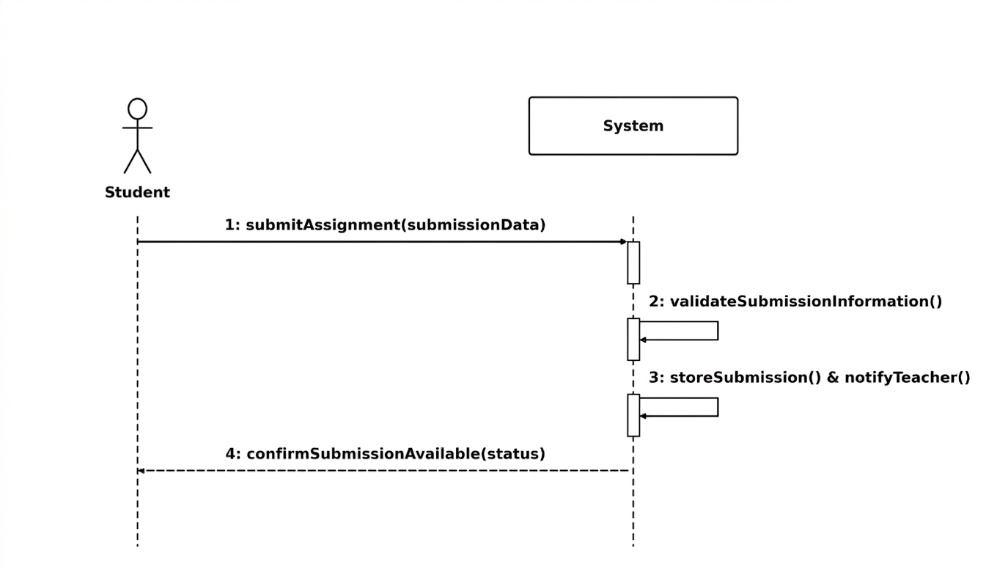 System
Student
1: submitAssignment(submissionData)
2: validateSubmissionInformation()
3: storeSubmission() & notifyTeacher()
4: confirmSubmissionAvailable(status)